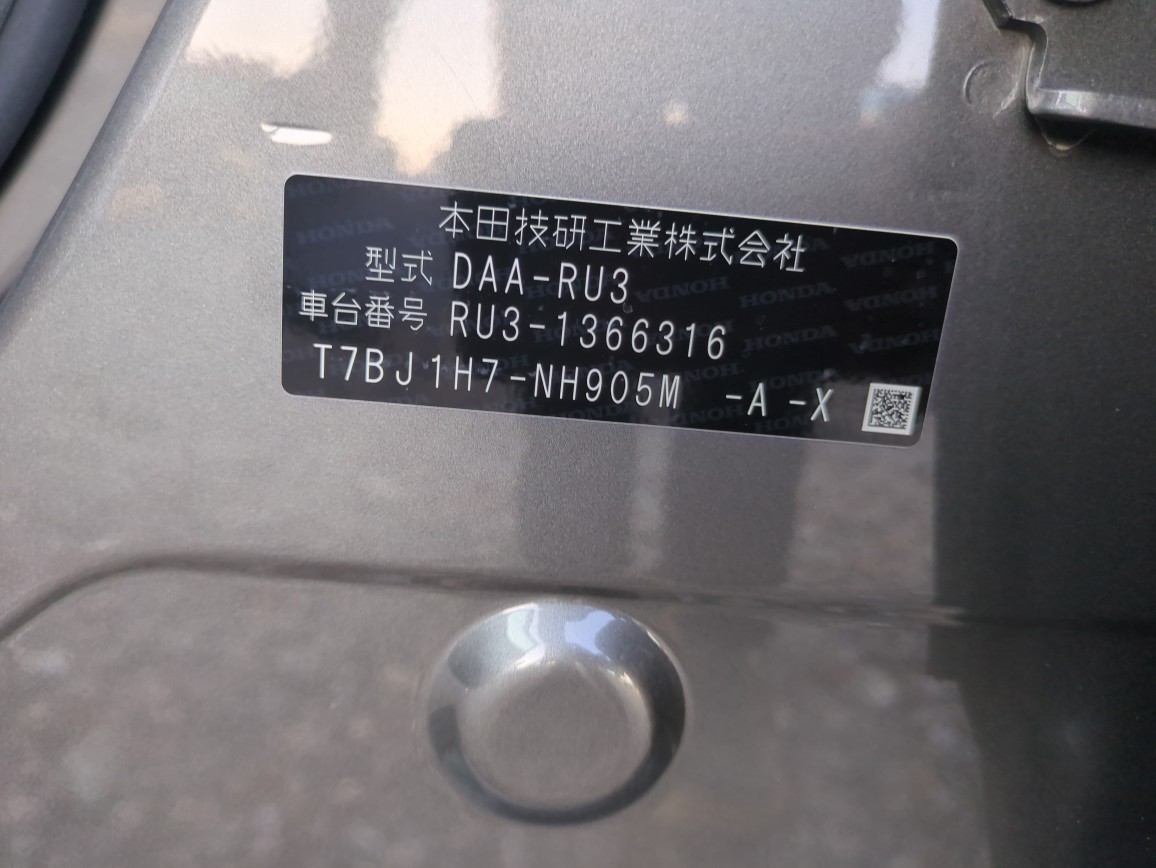 本田技研工業株式会社
型式 DAA-RU3
車台番号 RU3-1366316
T7BJ1H7-NH905M -A -X